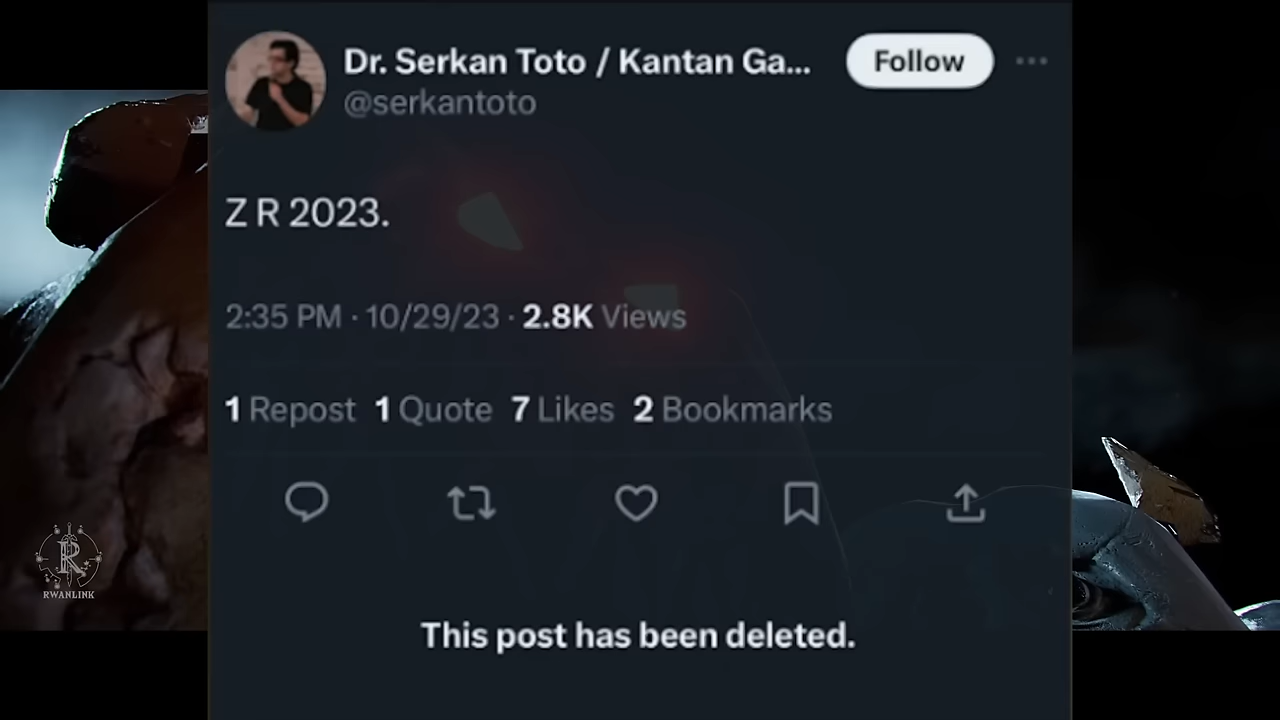 Dr. Serkan Toto / Kantan Ga...
Follow
@serkantoto
Z R 2023.
2:35 PM · 10/29/23 · 2.8K Views
1 Repost 1 Quote 7 Likes 2 Bookmarks
R
RWANLINK
This post has been deleted.